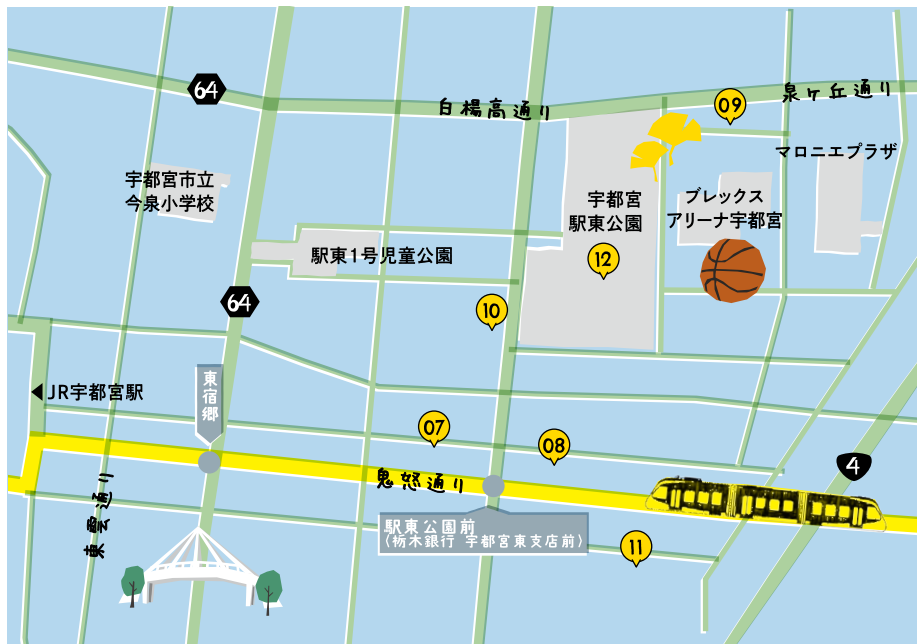 64
白楊高通り
09
泉ヶ丘通り
マロニエプラザ
宇都宮市立
今泉小学校
宇都宮
駅東公園
ブレックス
アリーナ宇都宮
駅東1号児童公園
12
64
10
JR宇都宮駅
東宿郷
07
08
4
鬼怒通り
東雲通り
駅東公園前
(栃木銀行 宇都宮東支店前)
11